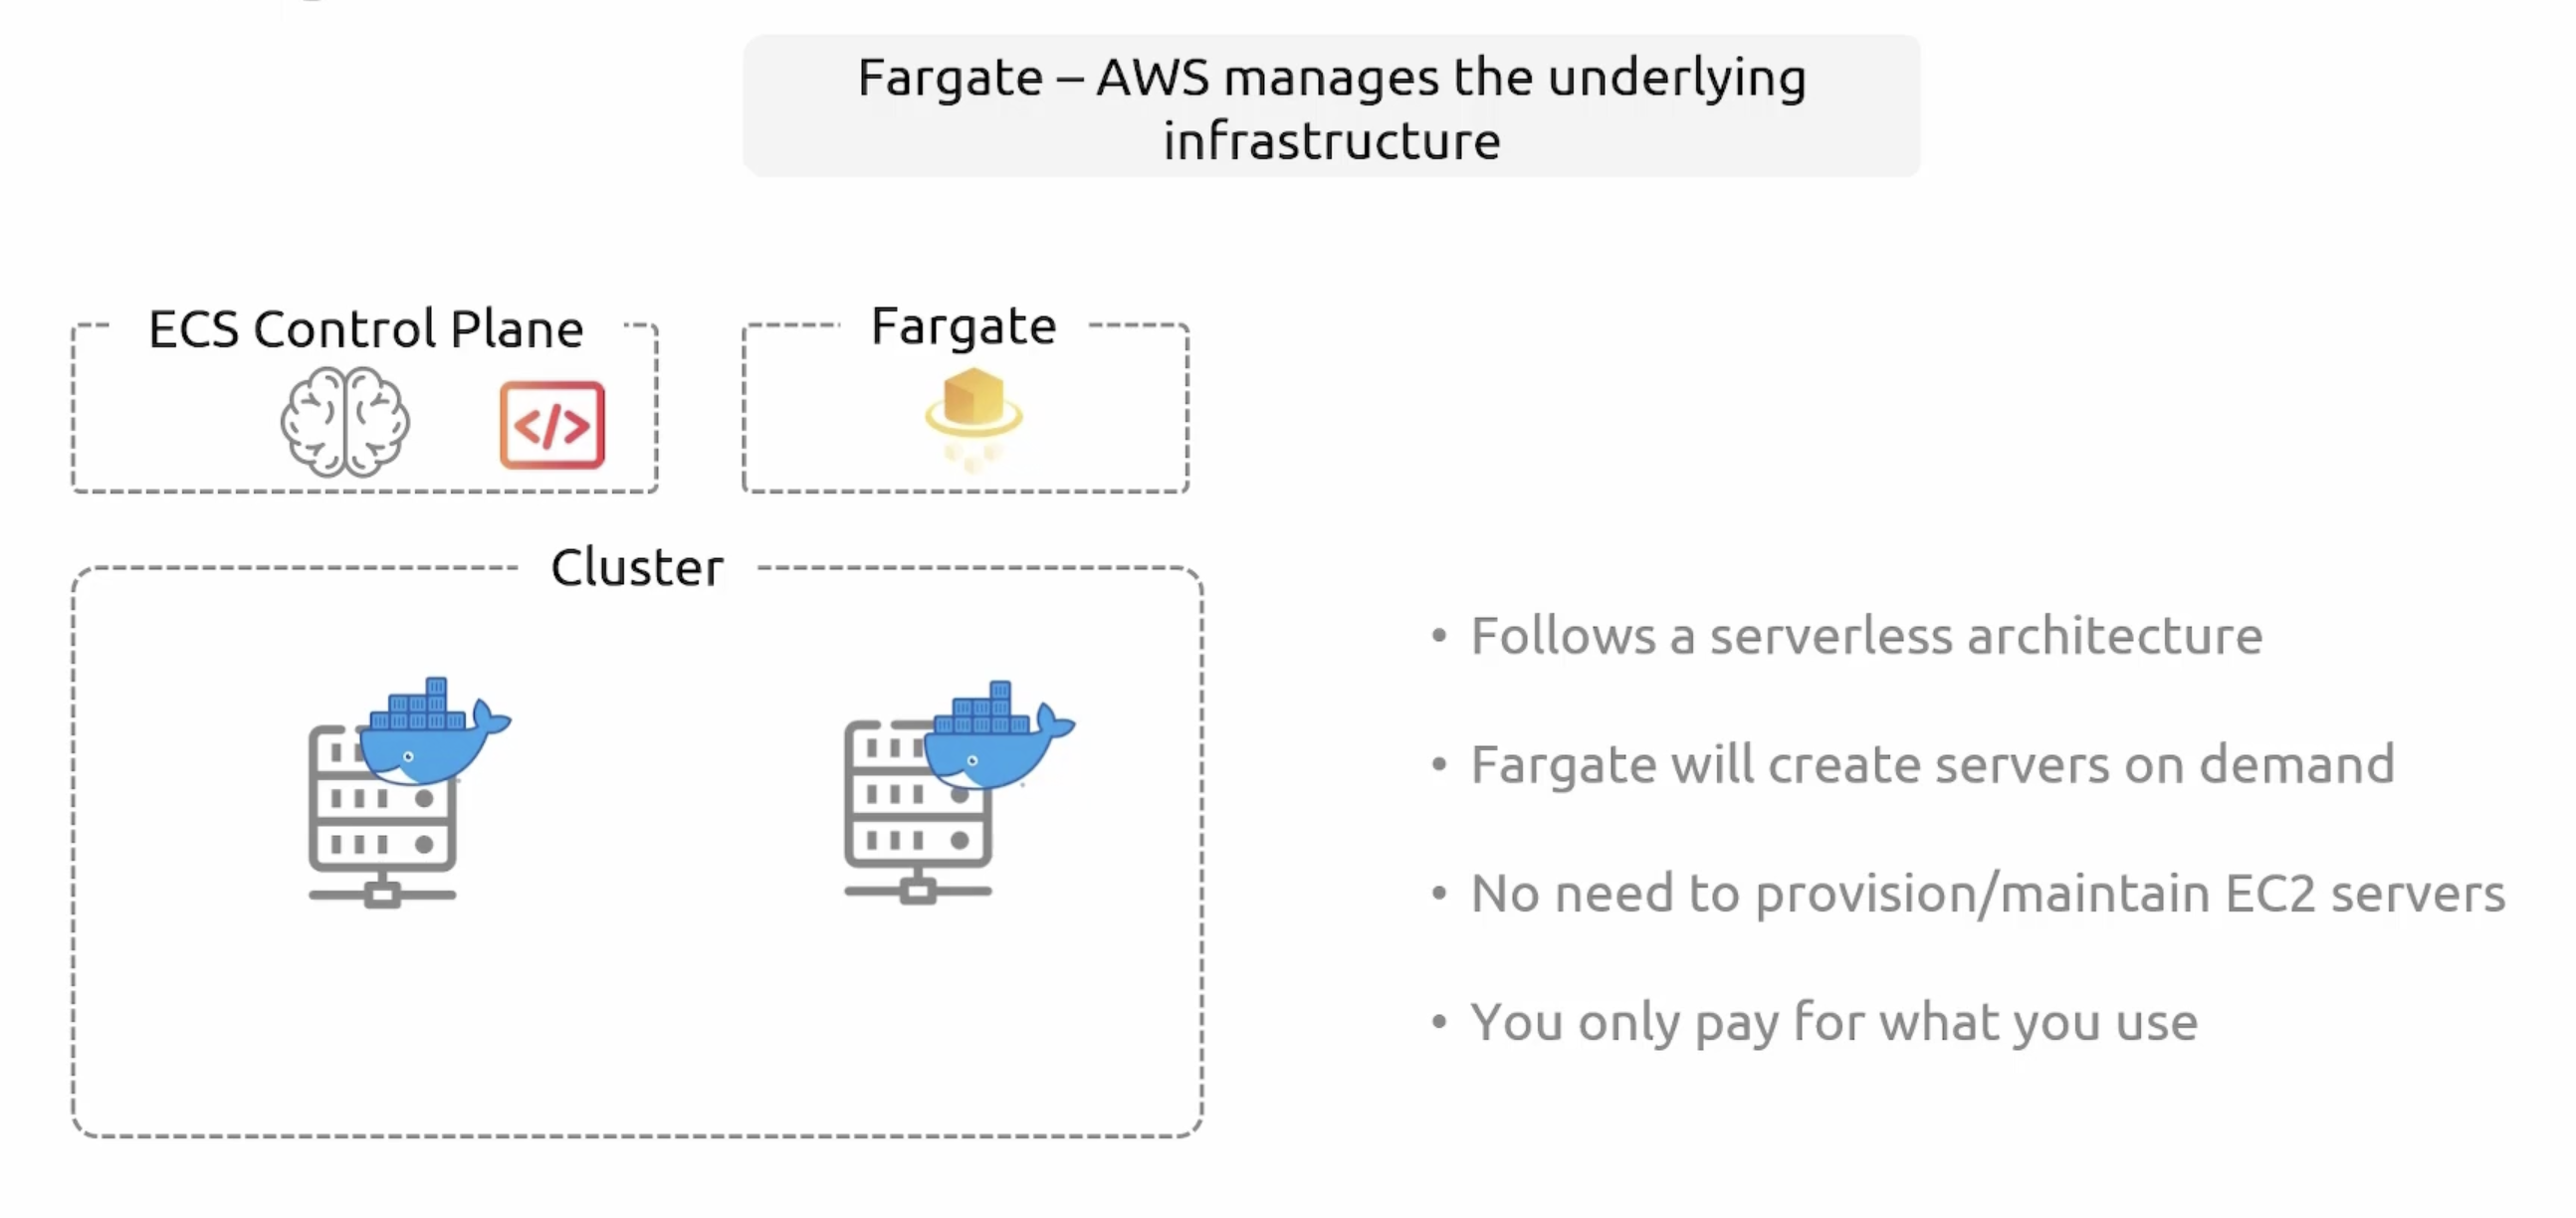 Fargate – AWS manages the underlying
infrastructure
ECS Control Plane
Fargate
</>
Cluster
• Follows a serverless architecture
• Fargate will create servers on demand
• No need to provision/maintain EC2 servers
• You only pay for what you use